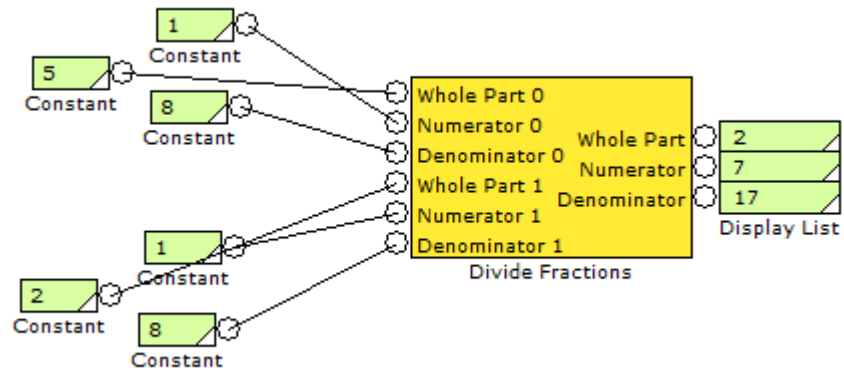 1
Constant
5
Constant
8
Constant
Whole Part 0
Numerator 0
Denominator 0
Whole Part 1
Numerator 1
Denominator 1
Whole Part
Numerator
Denominator
Divide Fractions
2
7
17
Display List
1
Constant
2
Constant
8
Constant